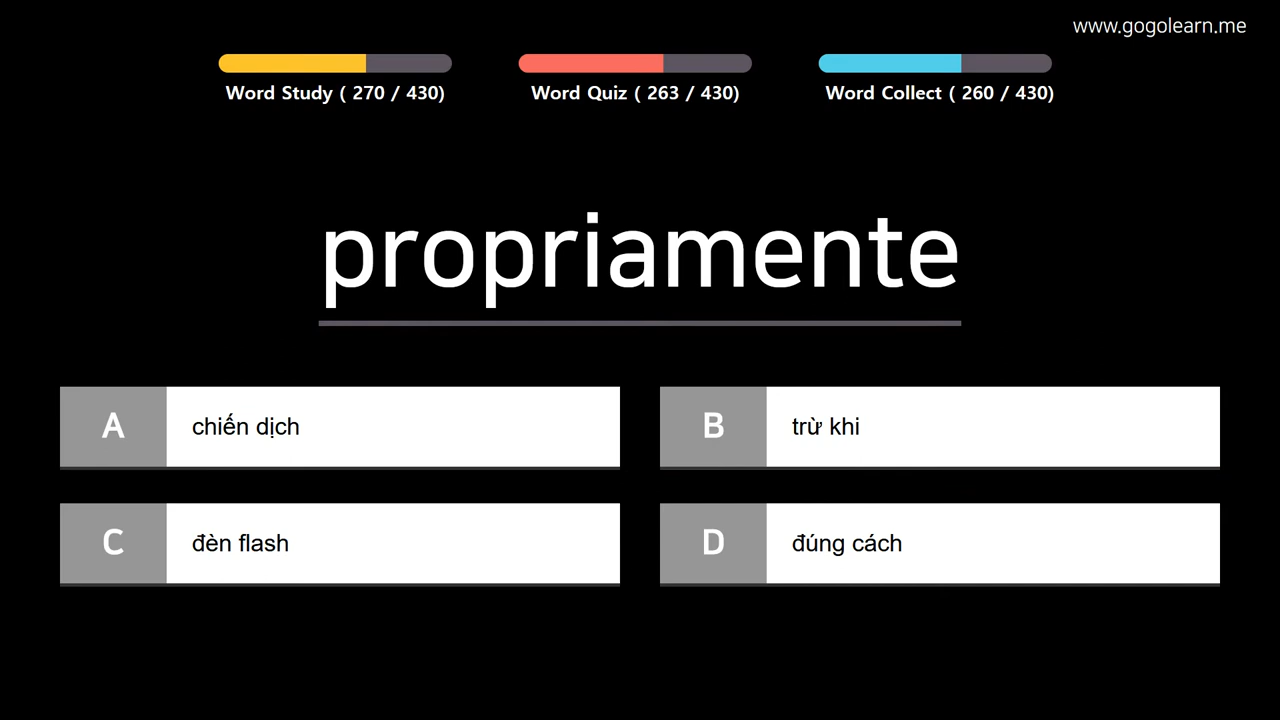 www.gogolearn.me
Word Study ( 270 / 430)
Word Quiz ( 263 / 430)
Word Collect ( 260 / 430)
propriamente
A
chiến dịch
B
trừ khi
C
đèn flash
D
đúng cách